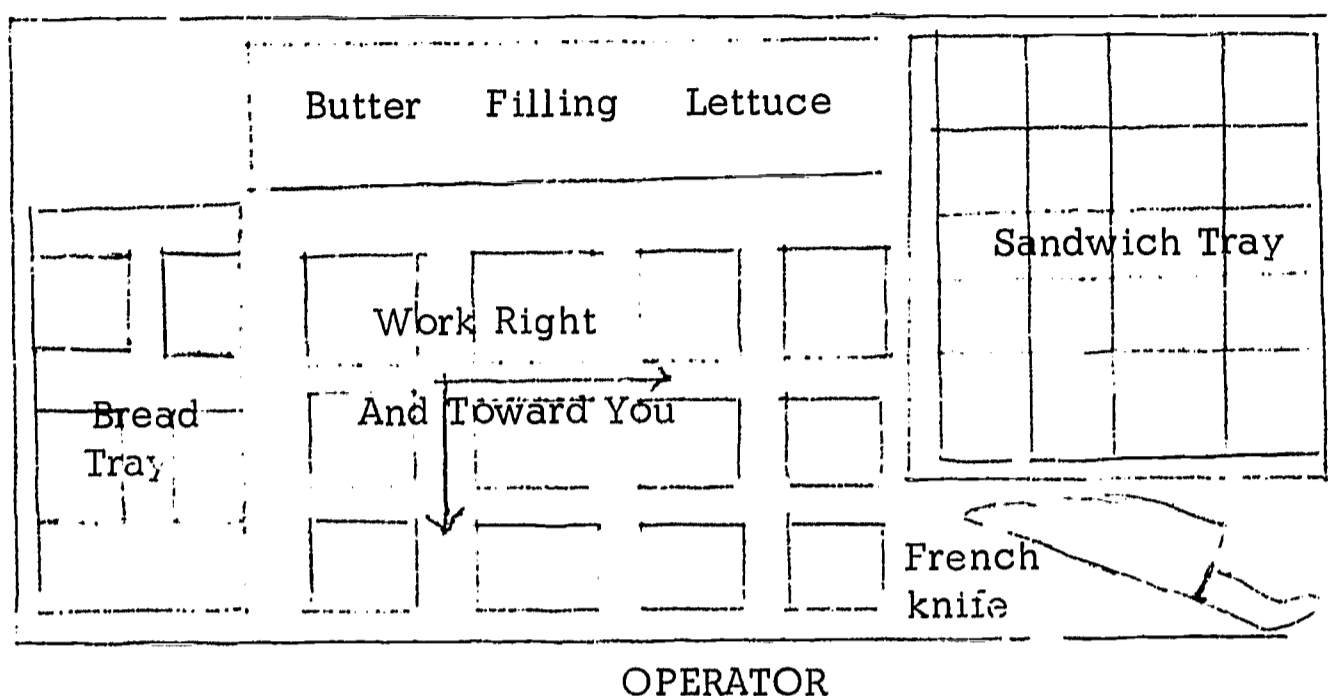 Butter Filling Lettuce
Sandwich Tray
Work Right
And Toward You
Bread
Tray
French
knife
OPERATOR